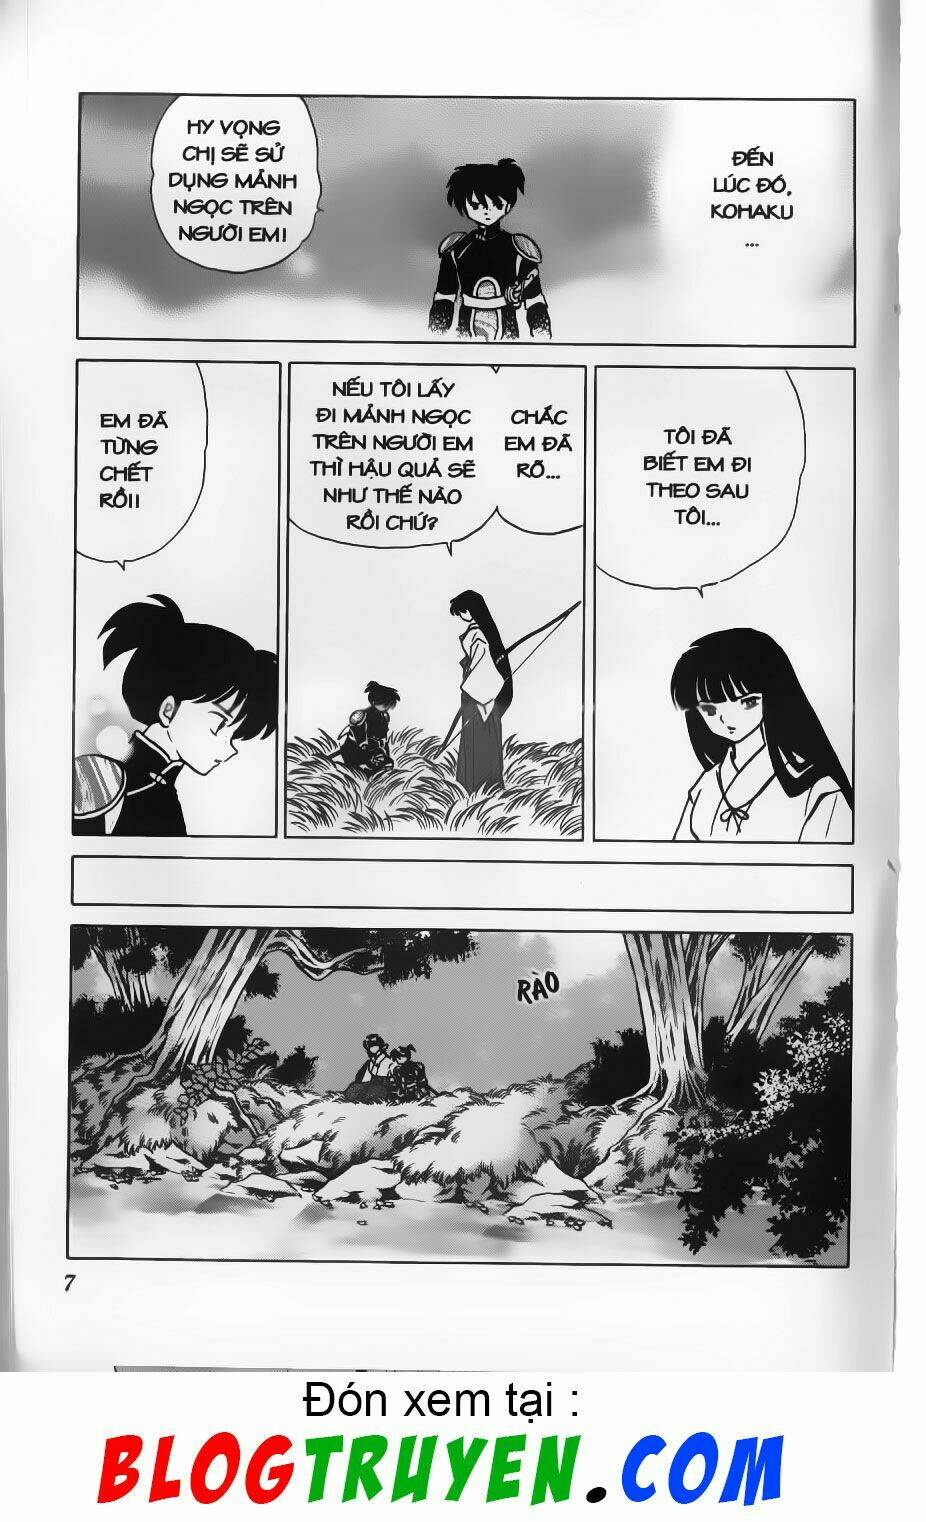 ĐẾN
LÚC ĐÓ,
KOHAKU
...
HY VỌNG
CHỊ SẼ SỬ
DỤNG MẢNH
NGỌC TRÊN
NGƯỜI EM!
TÔI ĐÃ
BIẾT EM ĐI
THEO SAU
TÔI...
CHẮC
EM ĐÃ
RÕ...
NẾU TÔI LẤY
ĐI MẢNH NGỌC
TRÊN NGƯỜI EM
THÌ HẬU QUẢ SẼ
NHƯ THẾ NÀO
RỒI CHỨ?
EM ĐÃ
TỪNG
CHẾT
RỒI!
RÀO
7
Đón xem tại :
BLOGTRUYEN.COM